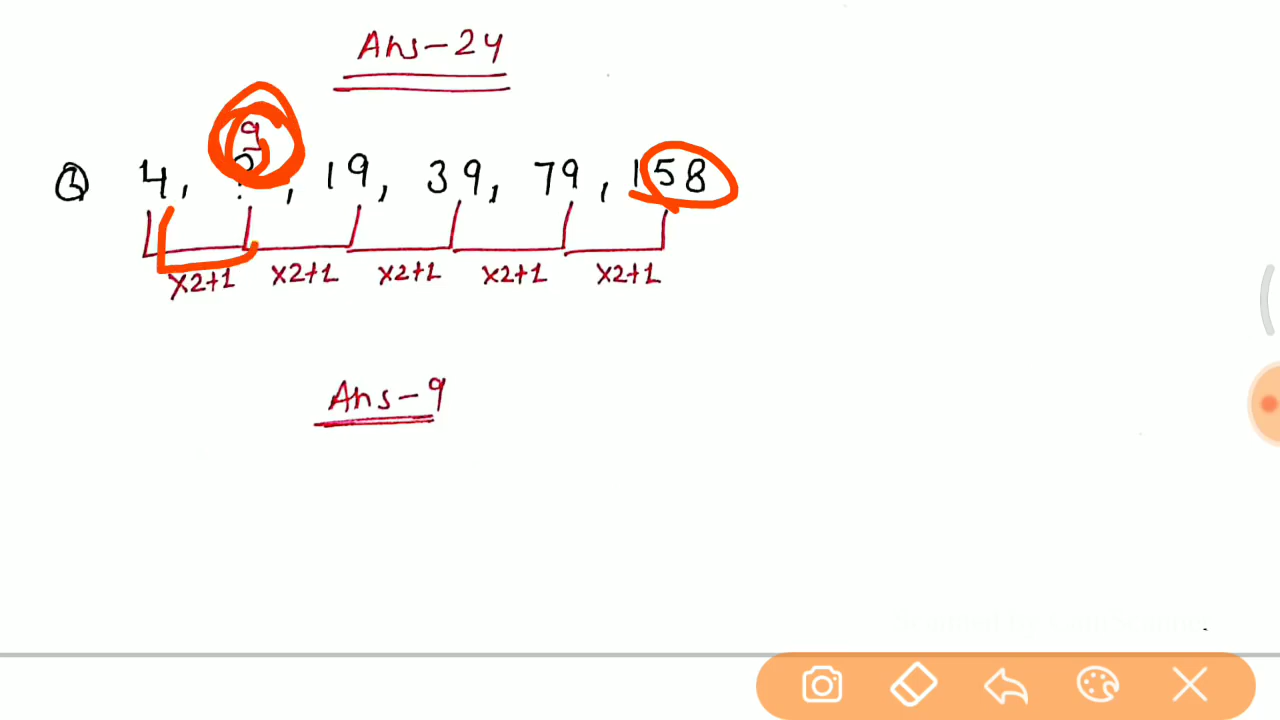 Ans-24
9
Q 4, ?, 19, 39, 79, 158
x2+1 x2+1 x2+1 x2+1 x2+1
Ans-9